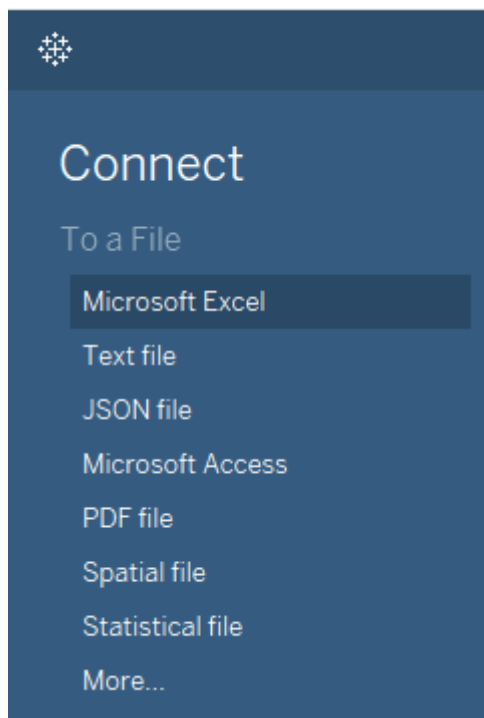 Connect
To a File
Microsoft Excel
Text file
JSON file
Microsoft Access
PDF file
Spatial file
Statistical file
More...